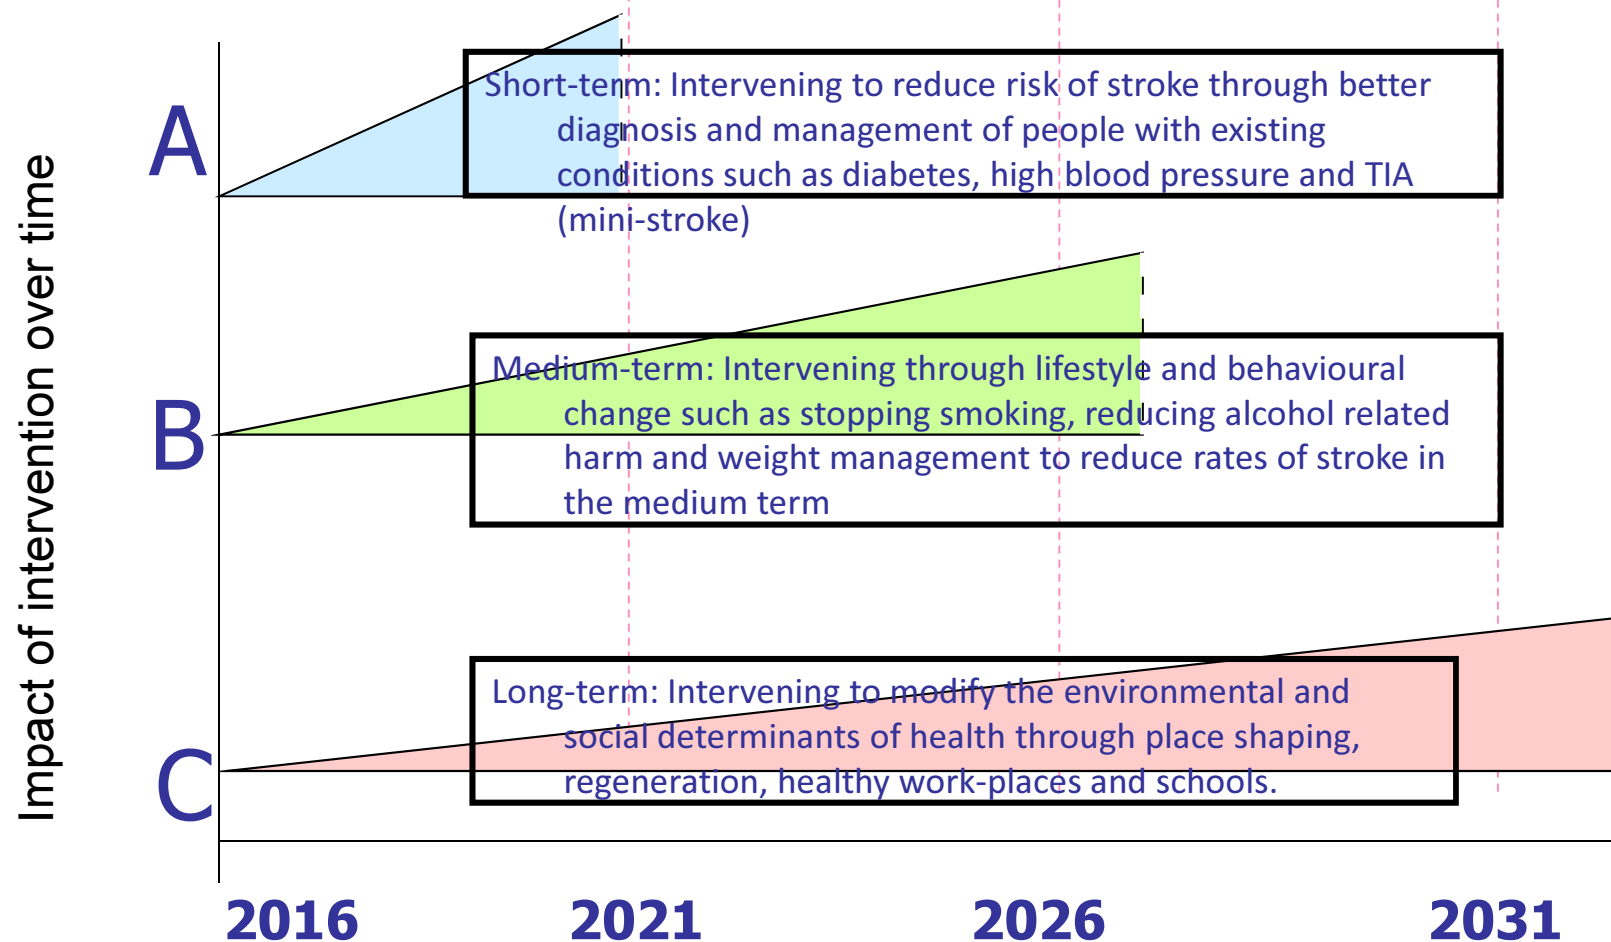 Impact of intervention over time
A
Short-term: Intervening to reduce risk of stroke through better
diagnosis and management of people with existing
conditions such as diabetes, high blood pressure and TIA
(mini-stroke)
B
Medium-term: Intervening through lifestyle and behavioural
change such as stopping smoking, reducing alcohol related
harm and weight management to reduce rates of stroke in
the medium term
C
Long-term: Intervening to modify the environmental and
social determinants of health through place shaping,
regeneration, healthy work-places and schools.
2016 2021 2026 2031